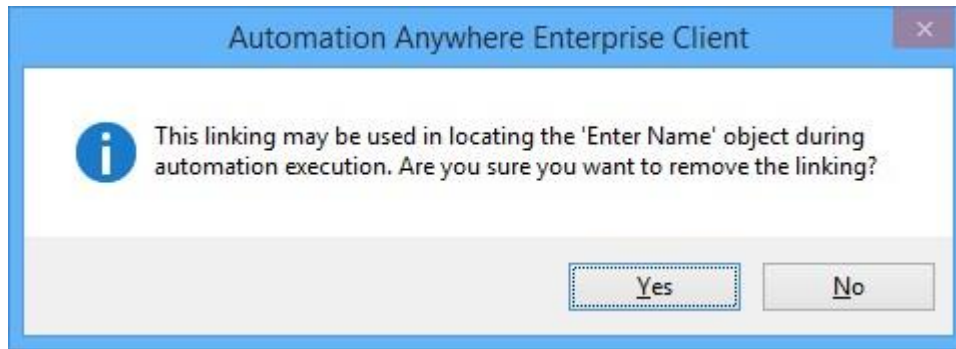 Automation Anywhere Enterprise Client
This linking may be used in locating the 'Enter Name' object during
automation execution. Are you sure you want to remove the linking?
Yes
No